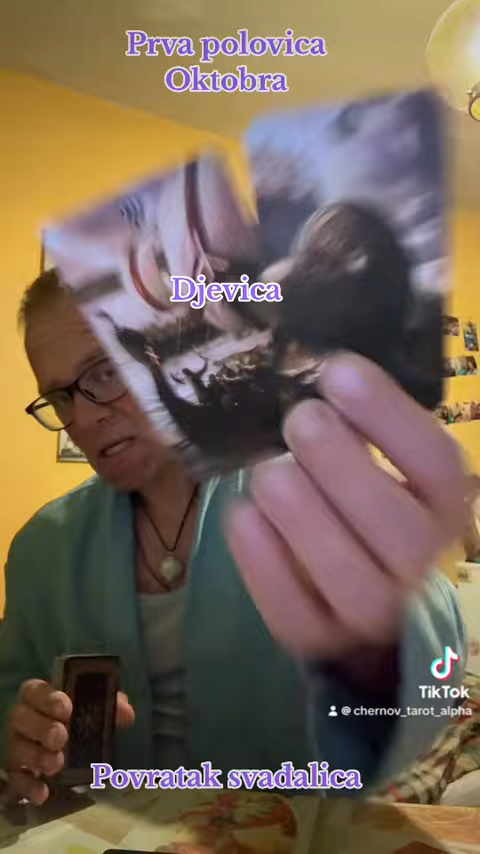 Prva polovica
Oktobra
Djevica
TikTok
@chernov_tarot_alpha
Povratak svađalica